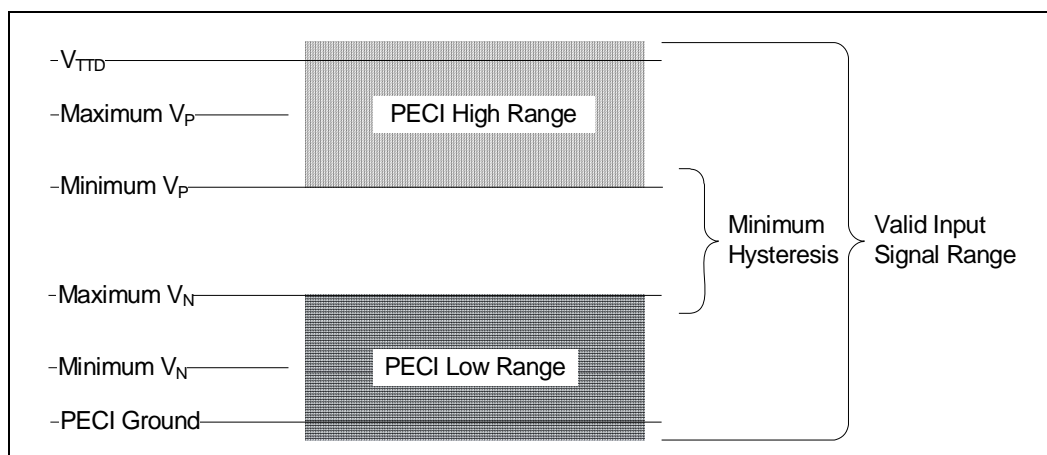 V_TTD
PECI High Range
Maximum V_P
Minimum V_P
Minimum
Hysteresis
Valid Input
Signal Range
Maximum V_N
Minimum V_N
PECI Low Range
PECI Ground